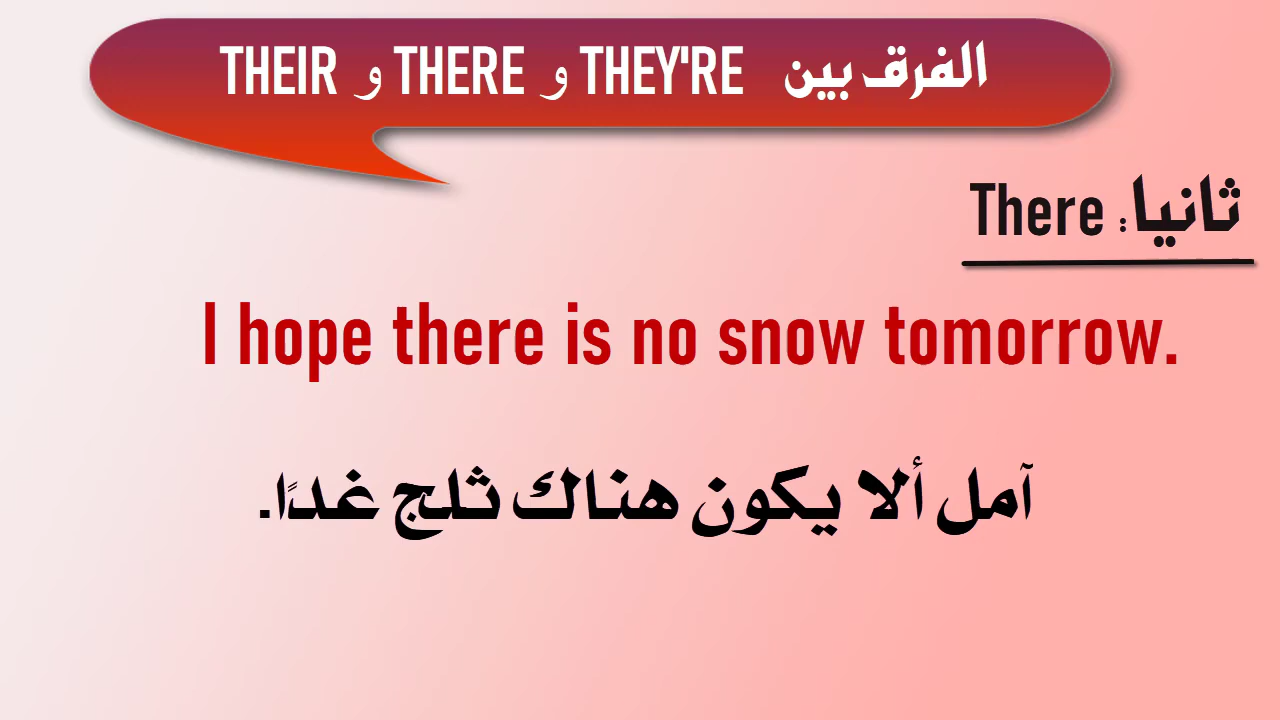 الفرق بين THEY'RE و THERE و THEIR
ثانيا: There
I hope there is no snow tomorrow.
آمل ألا يكون هناك ثلج غدًا.